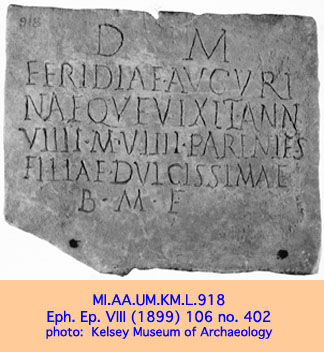 918
D M
FERIDIAE·AVGVRI
NAE QVE VIXIT ANN
VIIII·M·VIIII·PARENTES
FILIAE·DVLCISSIMAE
B·M·F
MI.AA.UM.KM.L.918
Eph. Ep. VIII (1899) 106 no. 402
photo: Kelsey Museum of Archaeology